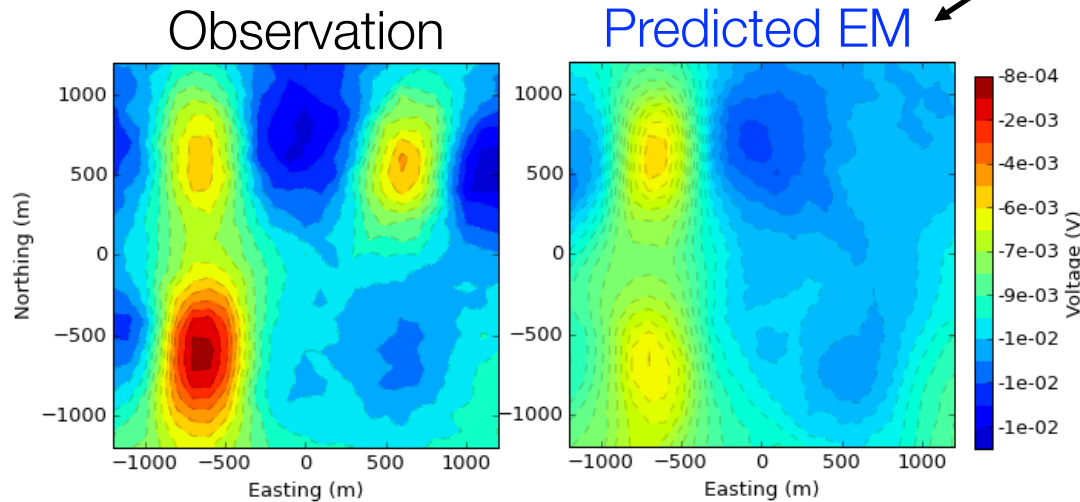 Observation
Predicted EM
1000
500
0
−500
−1000
Northing (m)
−1000 −500 0 500 1000
Easting (m)
1000
500
0
−500
−1000
−1000 −500 0 500 1000
Easting (m)
-8e-04
-2e-03
-4e-03
-6e-03
-7e-03
-9e-03
-1e-02
-1e-02
-1e-02
Voltage (V)